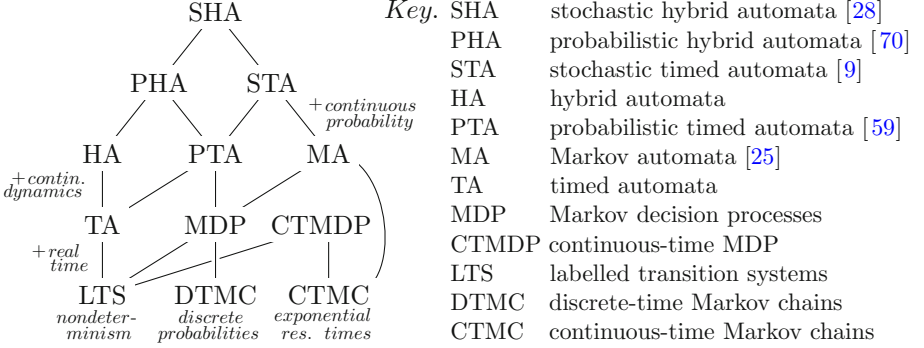 SHA
PHA STA
+continuous
probability
HA PTA MA
+contin.
dynamics
TA MDP CTMDP
+real
time
LTS DTMC CTMC
nondeter-
minism
discrete
probabilities
exponential
res. times
Key. SHA stochastic hybrid automata [28]
PHA probabilistic hybrid automata [70]
STA stochastic timed automata [9]
HA hybrid automata
PTA probabilistic timed automata [59]
MA Markov automata [25]
TA timed automata
MDP Markov decision processes
CTMDP continuous-time MDP
LTS labelled transition systems
DTMC discrete-time Markov chains
CTMC continuous-time Markov chains